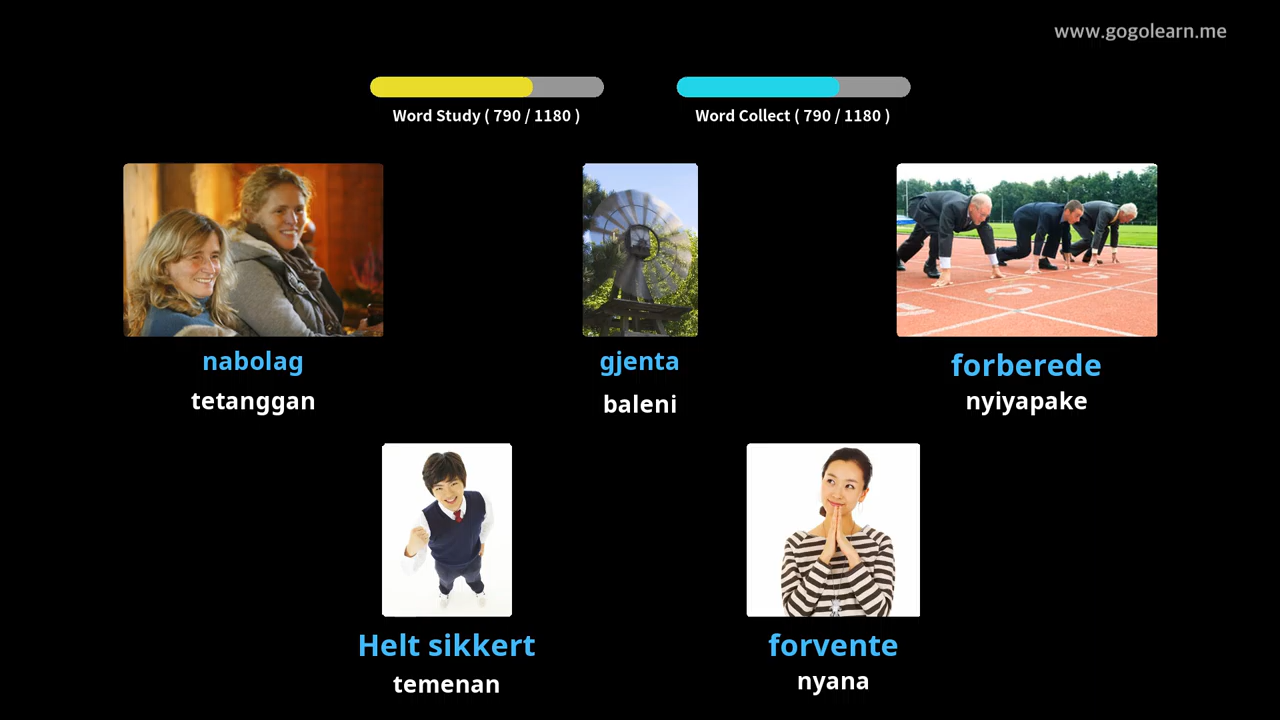 www.gogolearn.me
Word Study ( 790 / 1180 )
Word Collect ( 790 / 1180 )
nabolag
tetanggan
gjenta
baleni
forberede
nyiyapake
Helt sikkert
temenan
forvente
nyana